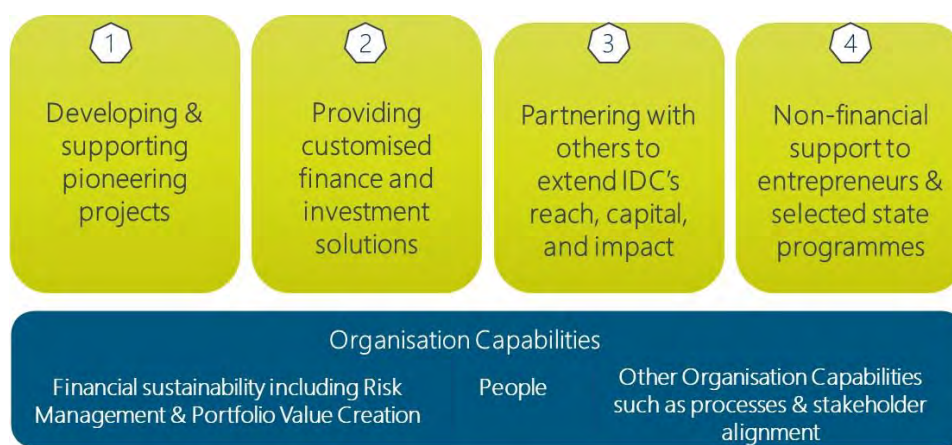 1
Developing &
supporting
pioneering
projects
2
Providing
customised
finance and
investment
solutions
3
Partnering with
others to
extend IDC's
reach, capital,
and impact
4
Non-financial
support to
entrepreneurs &
selected state
programmes
Organisation Capabilities
Financial sustainability including Risk
Management & Portfolio Value Creation
People
Other Organisation Capabilities
such as processes & stakeholder
alignment